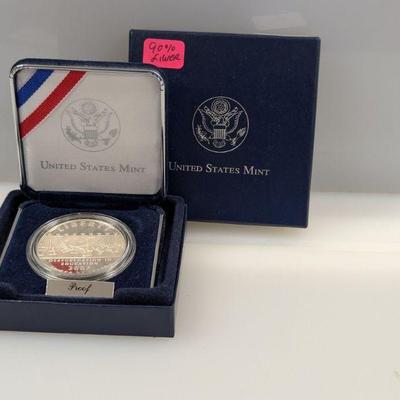 90%
Silver
UNITED STATES MINT
UNITED STATES MINT
DESEGREGATION IN
EDUCATION
Proof